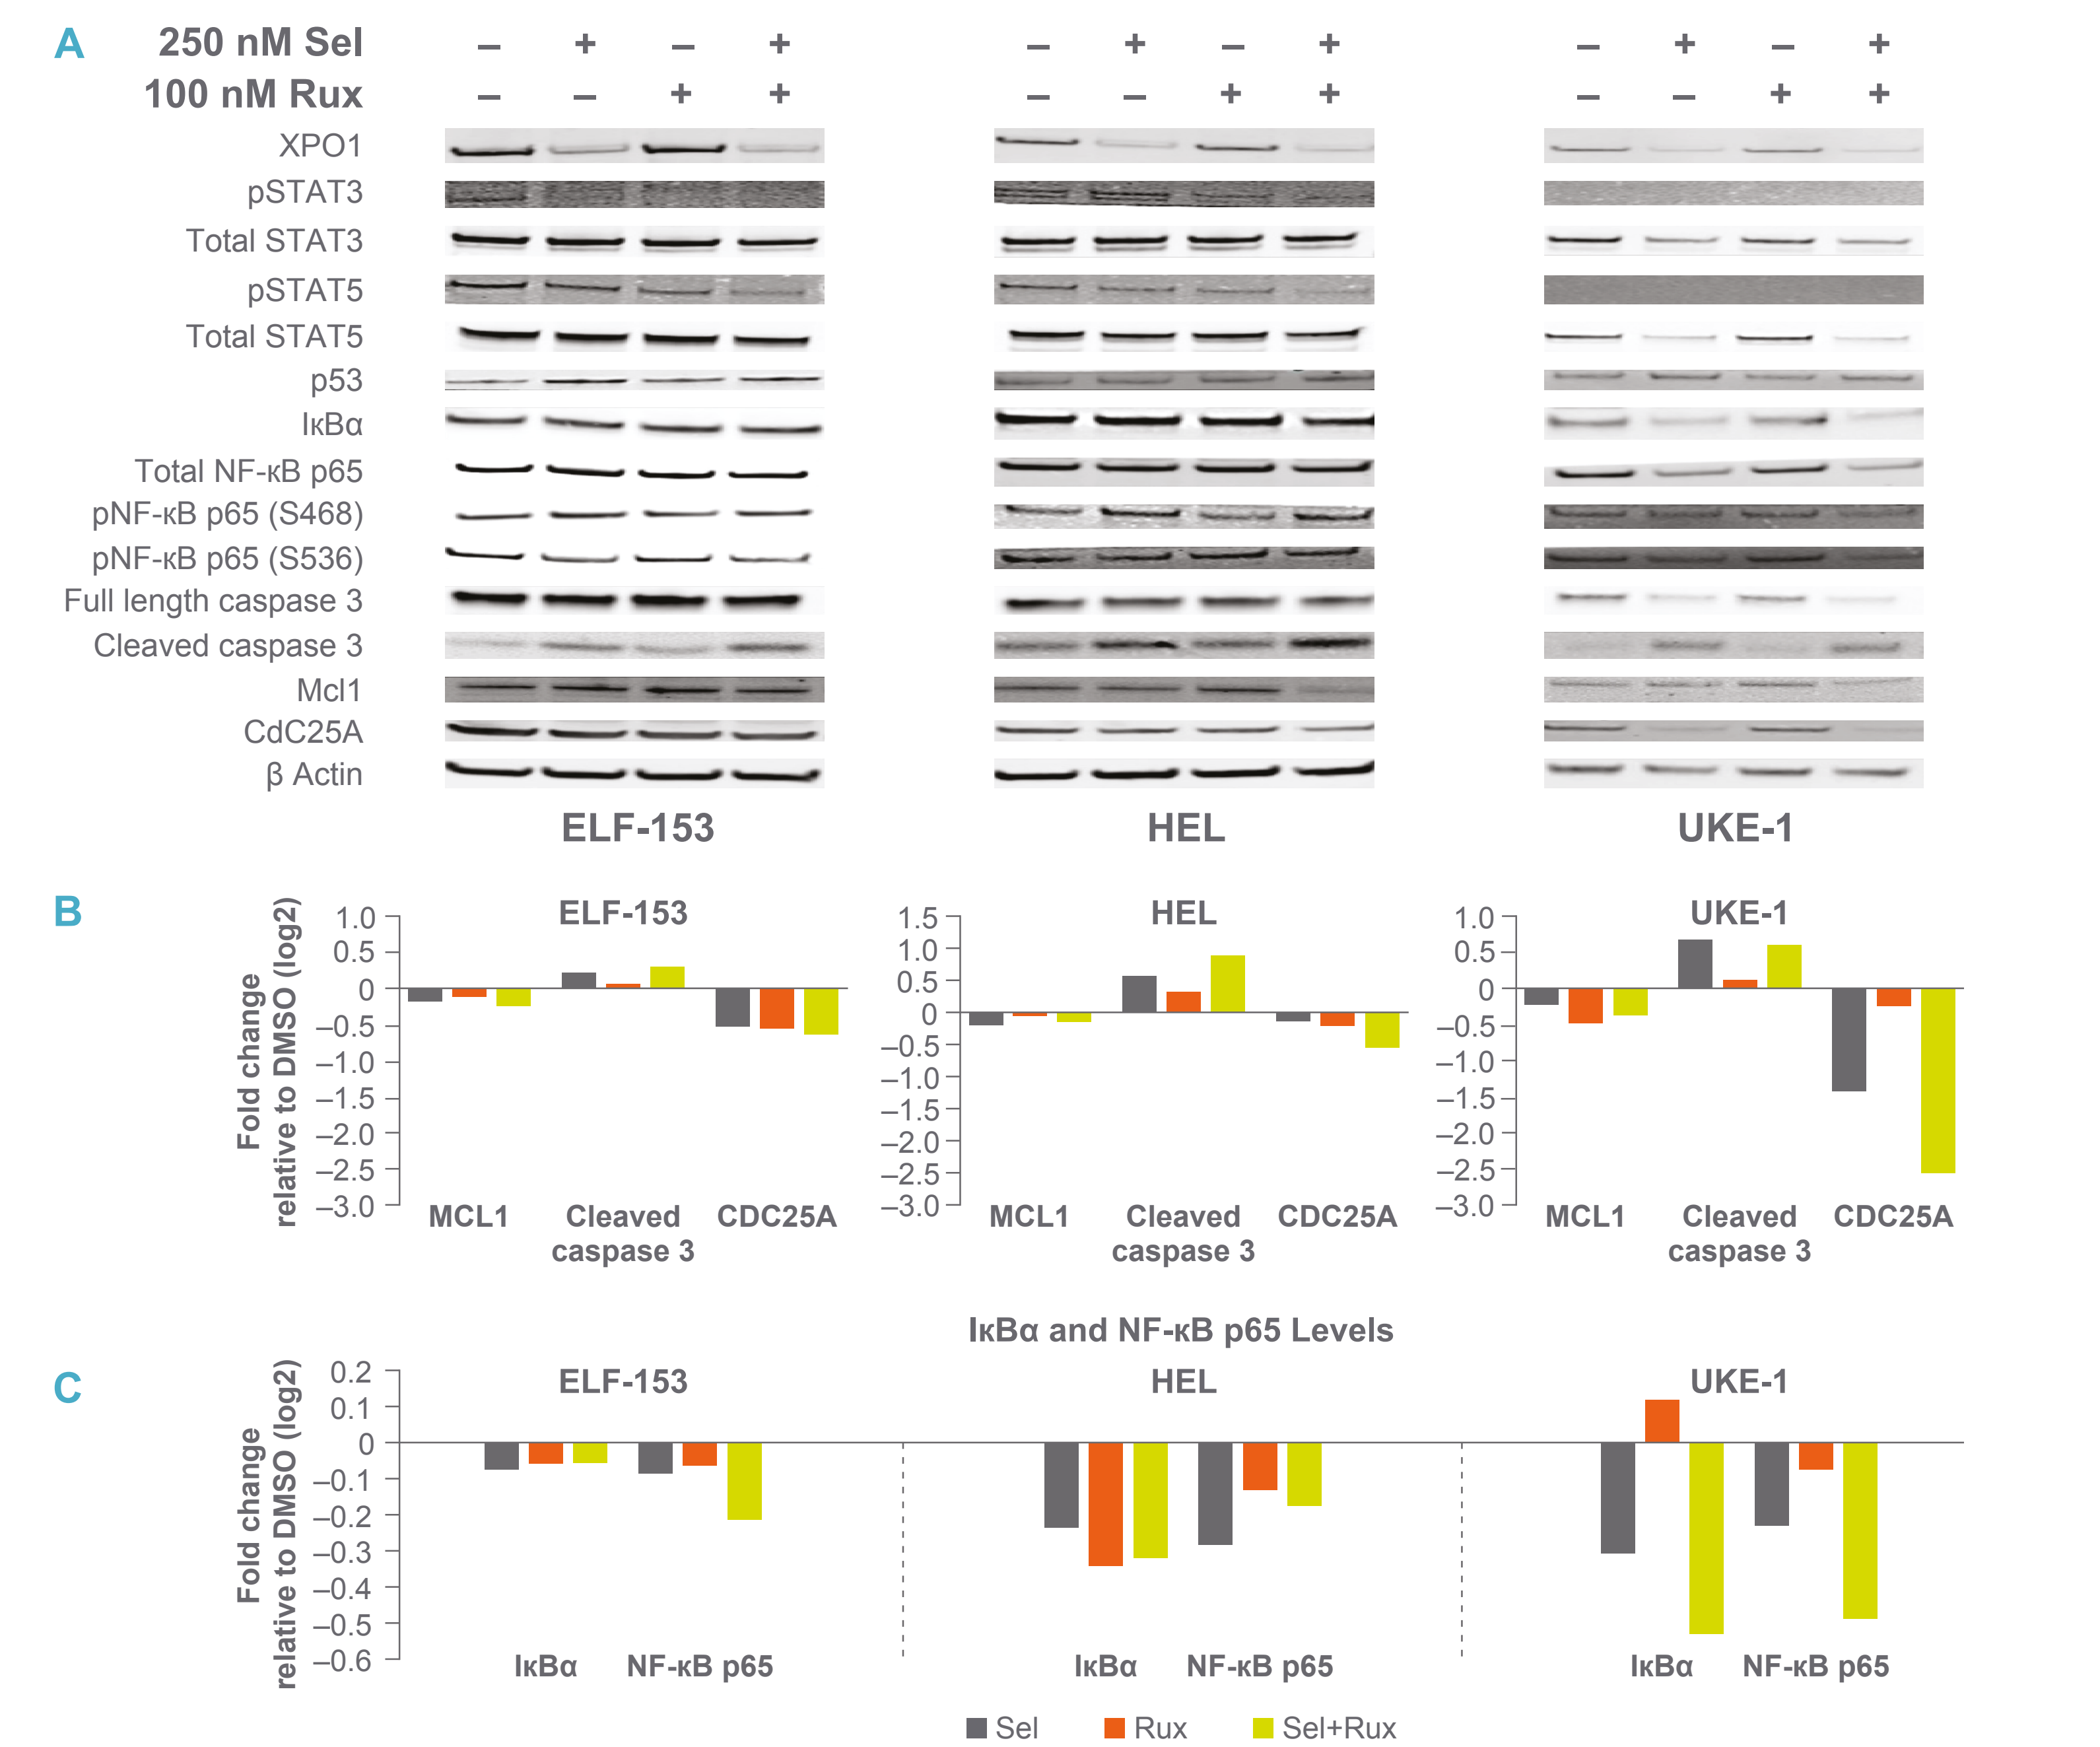 A
250 nM Sel – + – + – + – + – + – +
100 nM Rux – – + + – – + + – – + +
XPO1
pSTAT3
Total STAT3
pSTAT5
Total STAT5
p53
IκBα
Total NF-κB p65
pNF-κB p65 (S468)
pNF-κB p65 (S536)
Full length caspase 3
Cleaved caspase 3
Mcl1
CdC25A
β Actin
ELF-153 HEL UKE-1
B
Fold change
relative to DMSO (log2)
ELF-153
1.0
0.5
0
–0.5
–1.0
–1.5
–2.0
–2.5
–3.0
MCL1 Cleaved CDC25A
caspase 3
HEL
1.5
1.0
0.5
0
–0.5
–1.0
–1.5
–2.0
–2.5
–3.0
MCL1 Cleaved CDC25A
caspase 3
UKE-1
1.0
0.5
0
–0.5
–1.0
–1.5
–2.0
–2.5
–3.0
MCL1 Cleaved CDC25A
caspase 3
IκBα and NF-κB p65 Levels
C
Fold change
relative to DMSO (log2)
ELF-153 HEL UKE-1
0.2
0.1
0
–0.1
–0.2
–0.3
–0.4
–0.5
–0.6
IκBα NF-κB p65 IκBα NF-κB p65 IκBα NF-κB p65
Sel Rux Sel+Rux